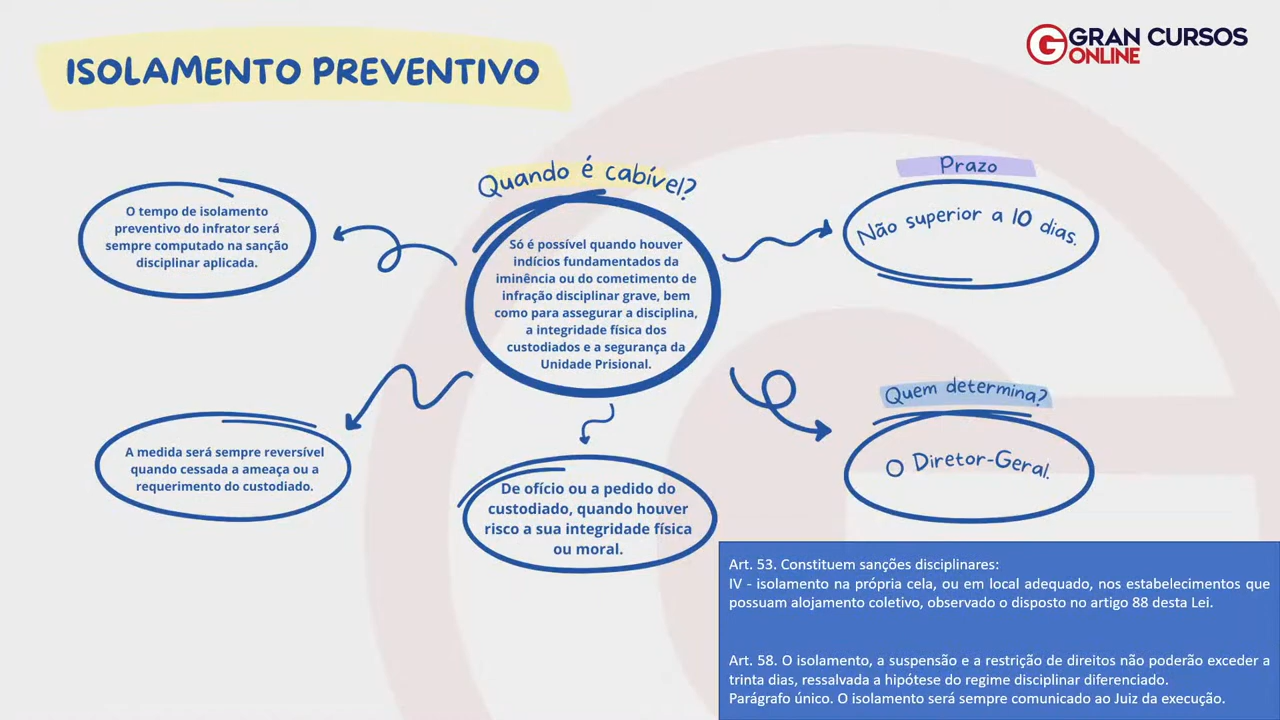 ISOLAMENTO PREVENTIVO
GRAN CURSOS
ONLINE
Quando é cabível?
Só é possível quando houver
indícios fundamentados da
iminência ou do cometimento de
infração disciplinar grave, bem
como para assegurar a disciplina,
a integridade física dos
custodiados e a segurança da
Unidade Prisional.
Prazo
Não superior a 10 dias.
O tempo de isolamento
preventivo do infrator será
sempre computado na sanção
disciplinar aplicada.
Quem determina?
O Diretor-Geral.
A medida será sempre reversível
quando cessada a ameaça ou a
requerimento do custodiado.
De ofício ou a pedido do
custodiado, quando houver
risco a sua integridade física
ou moral.
Art. 53. Constituem sanções disciplinares:
IV - isolamento na própria cela, ou em local adequado, nos estabelecimentos que
possuam alojamento coletivo, observado o disposto no artigo 88 desta Lei.
Art. 58. O isolamento, a suspensão e a restrição de direitos não poderão exceder a
trinta dias, ressalvada a hipótese do regime disciplinar diferenciado.
Parágrafo único. O isolamento será sempre comunicado ao Juiz da execução.